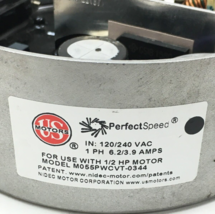 US
MOTORS
PerfectSpeed®
IN: 120/240 VAC
1 PH 6.2/3.9 AMPS
FOR USE WITH 1/2 HP MOTOR
MODEL M055PWCVT-0344
PATENT: www.nidec-motor.com/patents
NIDEC MOTOR CORPORATION www.usmotors.com